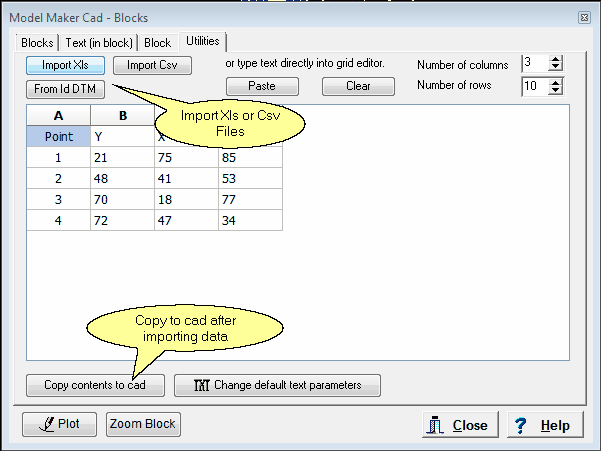 Model Maker Cad - Blocks
Blocks Text (in block) Block Utilities
Import Xls Import Csv or type text directly into grid editor. Number of columns 3
From Id DTM Paste Clear Number of rows 10
Import Xls or Csv
Files
A B
Point Y X
1 21 75 85
2 48 41 53
3 70 18 77
4 72 47 34
Copy to cad after
importing data
Copy contents to cad TXT Change default text parameters
Plot Zoom Block Close ? Help